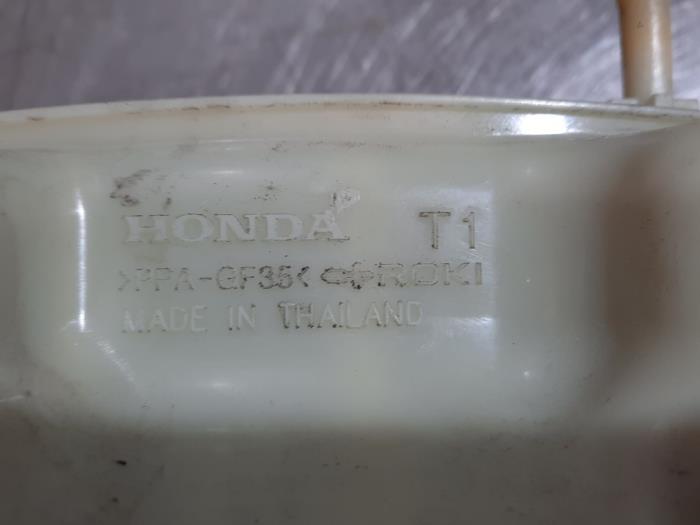 HONDA T1
>PPA-GF35< ROKI
MADE IN THAILAND